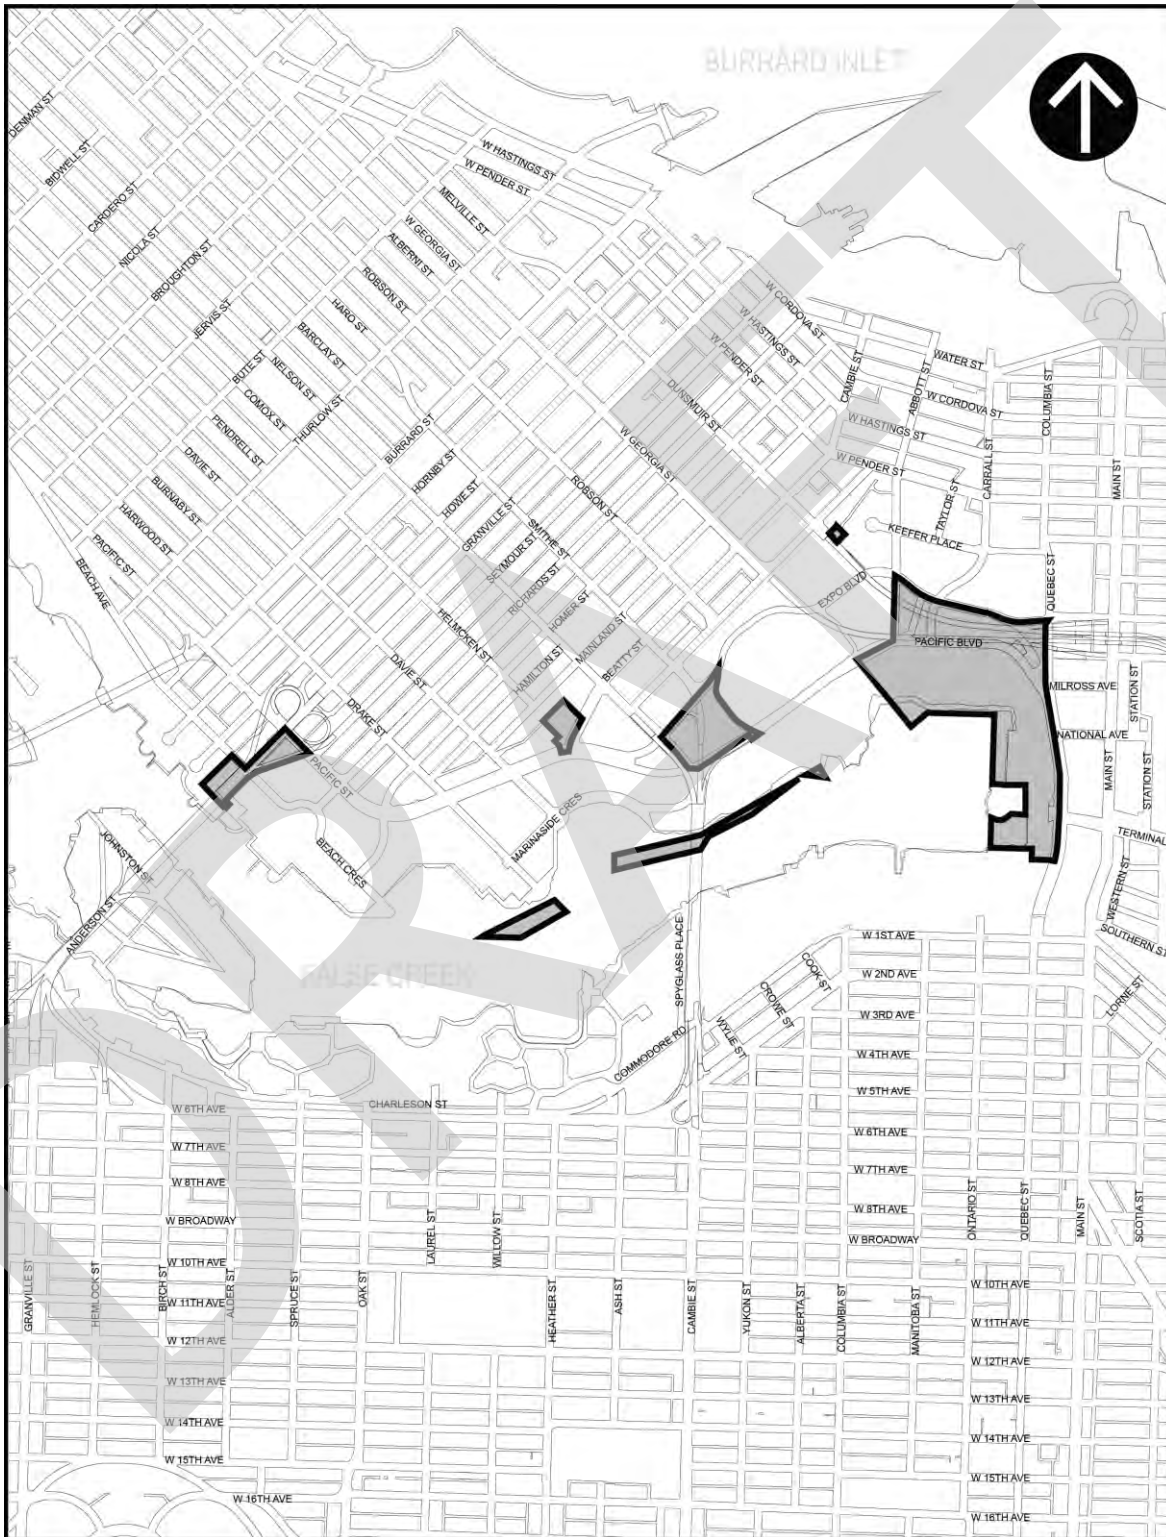 BURRARD INLET
DENMAN ST
BIDWELL ST
CARDERO ST
NICOLA ST
BROUGHTON ST
JERVIS ST
BUTE ST
THURLOW ST
BURRARD ST
HORNBY ST
HOWE ST
GRANVILLE ST
SEYMOUR ST
RICHARDS ST
HOMER ST
HAMILTON ST
MAINLAND ST
BEATTY ST
W HASTINGS ST
W PENDER ST
MELVILLE ST
W GEORGIA ST
ALBERNI ST
ROBSON ST
HARO ST
BARCLAY ST
NELSON ST
COMOX ST
PENDRELL ST
DAVIE ST
BURNABY ST
HARWOOD ST
PACIFIC ST
BEACH AVE
W CORDOVA ST
W HASTINGS ST
W PENDER ST
DUNSMUIR ST
W GEORGIA ST
ROBSON ST
SMITHE ST
HELMCKEN ST
DAVIE ST
DRAKE ST
PACIFIC ST
BEACH CRES
MARINASIDE CRES
CAMBIE ST
ABBOTT ST
WATER ST
W CORDOVA ST
W HASTINGS ST
W PENDER ST
CARRALL ST
COLUMBIA ST
MAIN ST
TAYLOR ST
KEEFER PLACE
EXPO BLVD
QUEBEC ST
PACIFIC BLVD
MILROSS AVE
STATION ST
NATIONAL AVE
MAIN ST
STATION ST
TERMINAL
WESTERN ST
SOUTHERN ST
LORNE ST
JOHNSTON ST
ANDERSON ST
FALSE CREEK
SPYGLASS PLACE
COMMODORE RD
WYLIE ST
CROWE ST
COOK ST
W 1ST AVE
W 2ND AVE
W 3RD AVE
W 4TH AVE
W 5TH AVE
W 6TH AVE
W 7TH AVE
W 8TH AVE
W BROADWAY
CHARLESON ST
W 6TH AVE
W 7TH AVE
W 8TH AVE
W BROADWAY
W 10TH AVE
W 11TH AVE
W 12TH AVE
W 13TH AVE
W 14TH AVE
W 15TH AVE
W 16TH AVE
GRANVILLE ST
HEMLOCK ST
BIRCH ST
ALDER ST
SPRUCE ST
OAK ST
LAUREL ST
WILLOW ST
HEATHER ST
ASH ST
CAMBIE ST
YUKON ST
ALBERTA ST
COLUMBIA ST
MANITOBA ST
ONTARIO ST
QUEBEC ST
MAIN ST
SCOTIA ST
W 10TH AVE
W 11TH AVE
W 12TH AVE
W 13TH AVE
W 14TH AVE
W 15TH AVE
W 16TH AVE
DRAFT